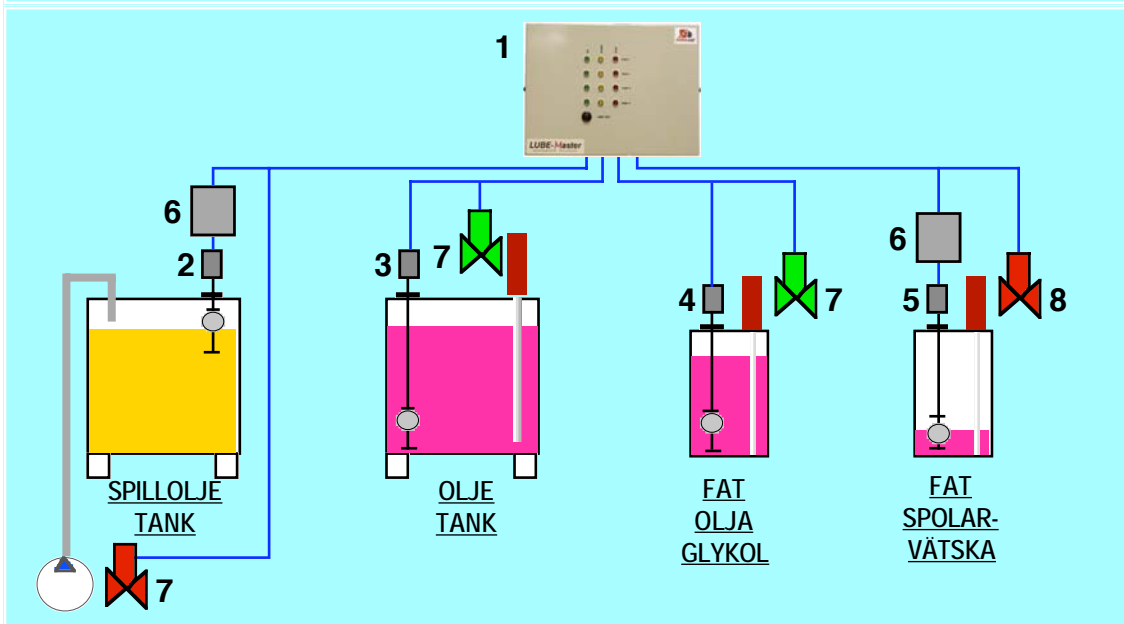 1
LUBE-Master
6
6
2
3
7
4
7
5
8
SPILLOLJE
TANK
OLJE
TANK
FAT
OLJA
GLYKOL
FAT
SPOLAR-
VÄTSKA
7